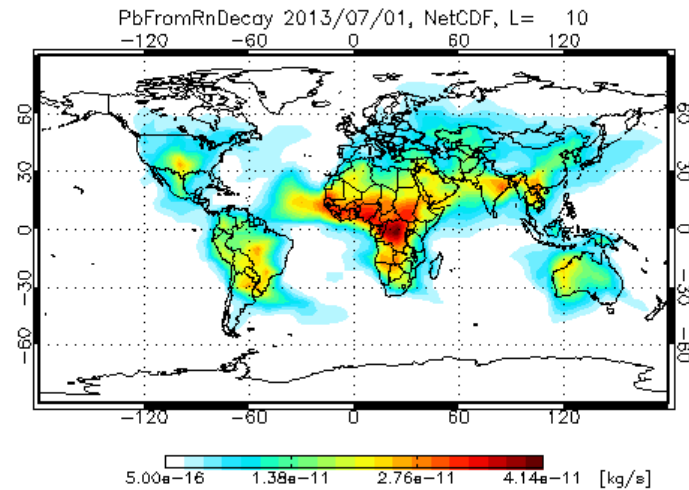 PbFromRnDecay 2013/07/01, NetCDF, L= 10
-120 -60 0 60 120
60 60
30 30
0 0
-30 -30
-60 -60
-120 -60 0 60 120
5.00e-16 1.38e-11 2.76e-11 4.14e-11 [kg/s]